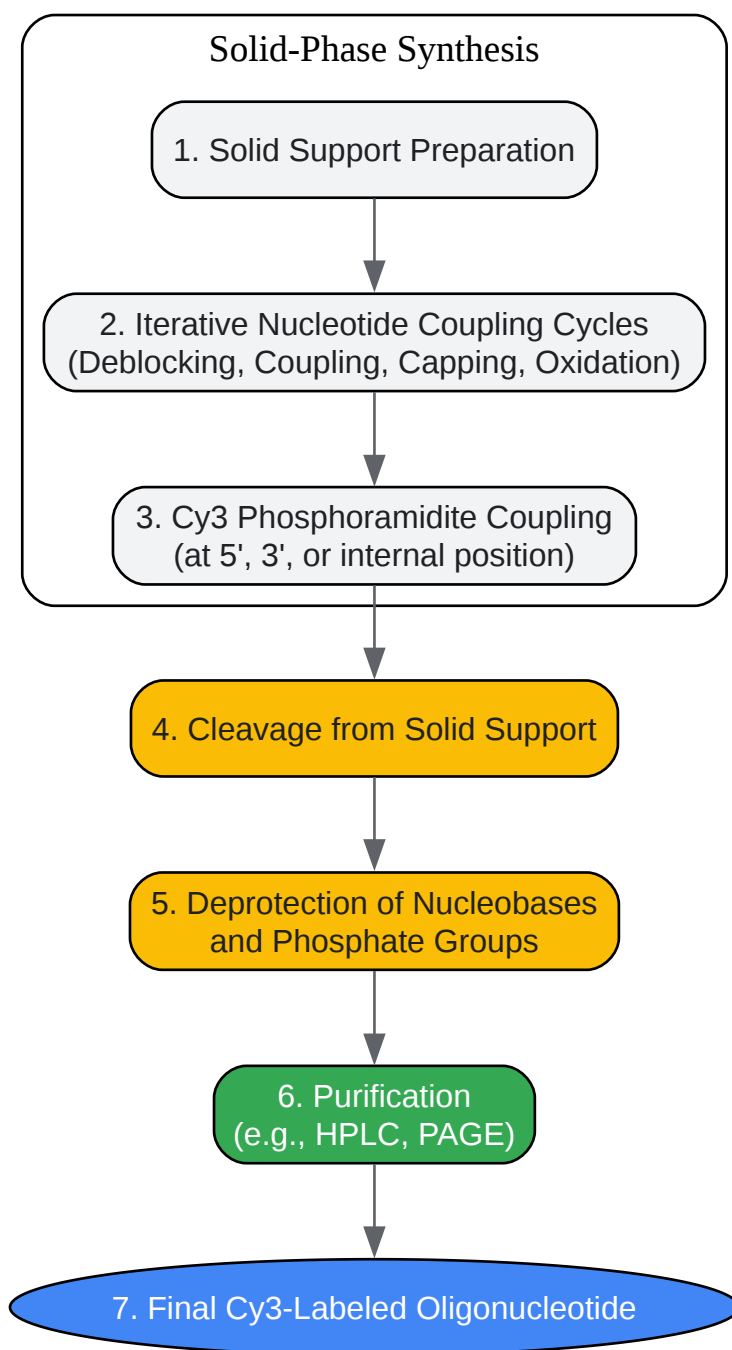 Solid-Phase Synthesis
1. Solid Support Preparation
2. Iterative Nucleotide Coupling Cycles
(Deblocking, Coupling, Capping, Oxidation)
3. Cy3 Phosphoramidite Coupling
(at 5', 3', or internal position)
4. Cleavage from Solid Support
5. Deprotection of Nucleobases
and Phosphate Groups
6. Purification
(e.g., HPLC, PAGE)
7. Final Cy3-Labeled Oligonucleotide